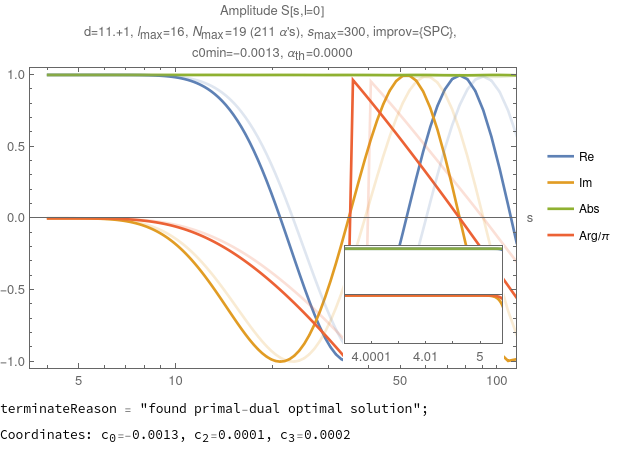 Amplitude S[s,l=0]
d=11.+1, lmax=16, Nmax=19 (211 α's), smax=300, improv={SPC},
c0min=-0.0013, αth=0.0000
1.0
0.5
0.0
-0.5
-1.0
5
10
50
100
s
4.0001
4.01
5
Re
Im
Abs
Arg/π
terminateReason = "found primal-dual optimal solution";
Coordinates: c0=-0.0013, c2=0.0001, c3=0.0002